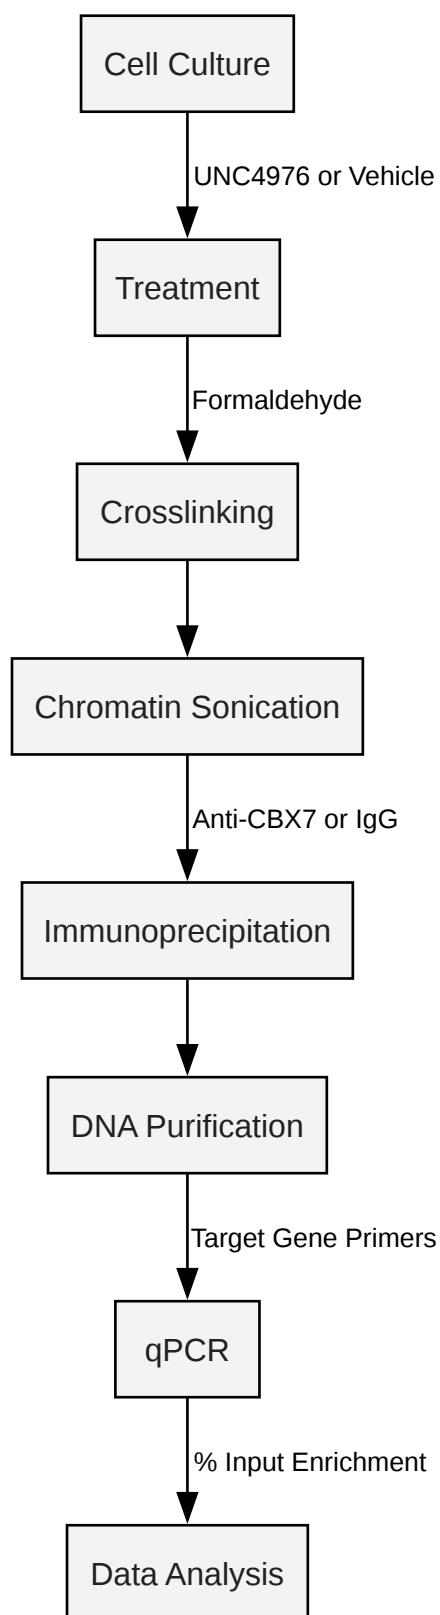 Cell Culture
UNC4976 or Vehicle
Treatment
Formaldehyde
Crosslinking
Chromatin Sonication
Anti-CBX7 or IgG
Immunoprecipitation
DNA Purification
Target Gene Primers
qPCR
% Input Enrichment
Data Analysis